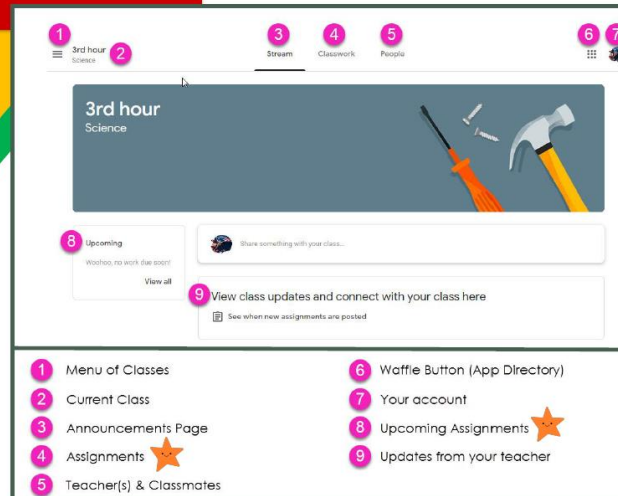 1
3rd hour
Science
2
3
Stream
4
Classwork
5
People
6
7
3rd hour
Science
8
Upcoming
Woohoo, no work due soon!
View all
Share something with your class...
9
View class updates and connect with your class here
See when new assignments are posted
1 Menu of Classes
2 Current Class
3 Announcements Page
4 Assignments
5 Teacher(s) & Classmates
6 Waffle Button (App Directory)
7 Your account
8 Upcoming Assignments
9 Updates from your teacher